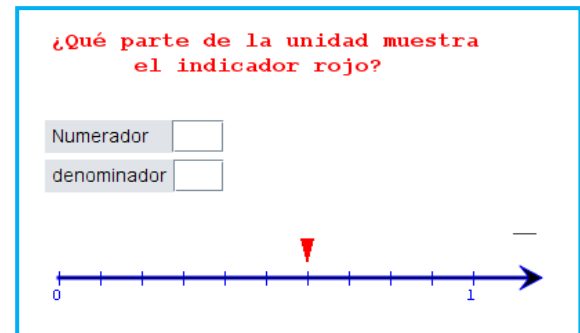 ¿Qué parte de la unidad muestra
el indicador rojo?
Numerador
denominador
0 1